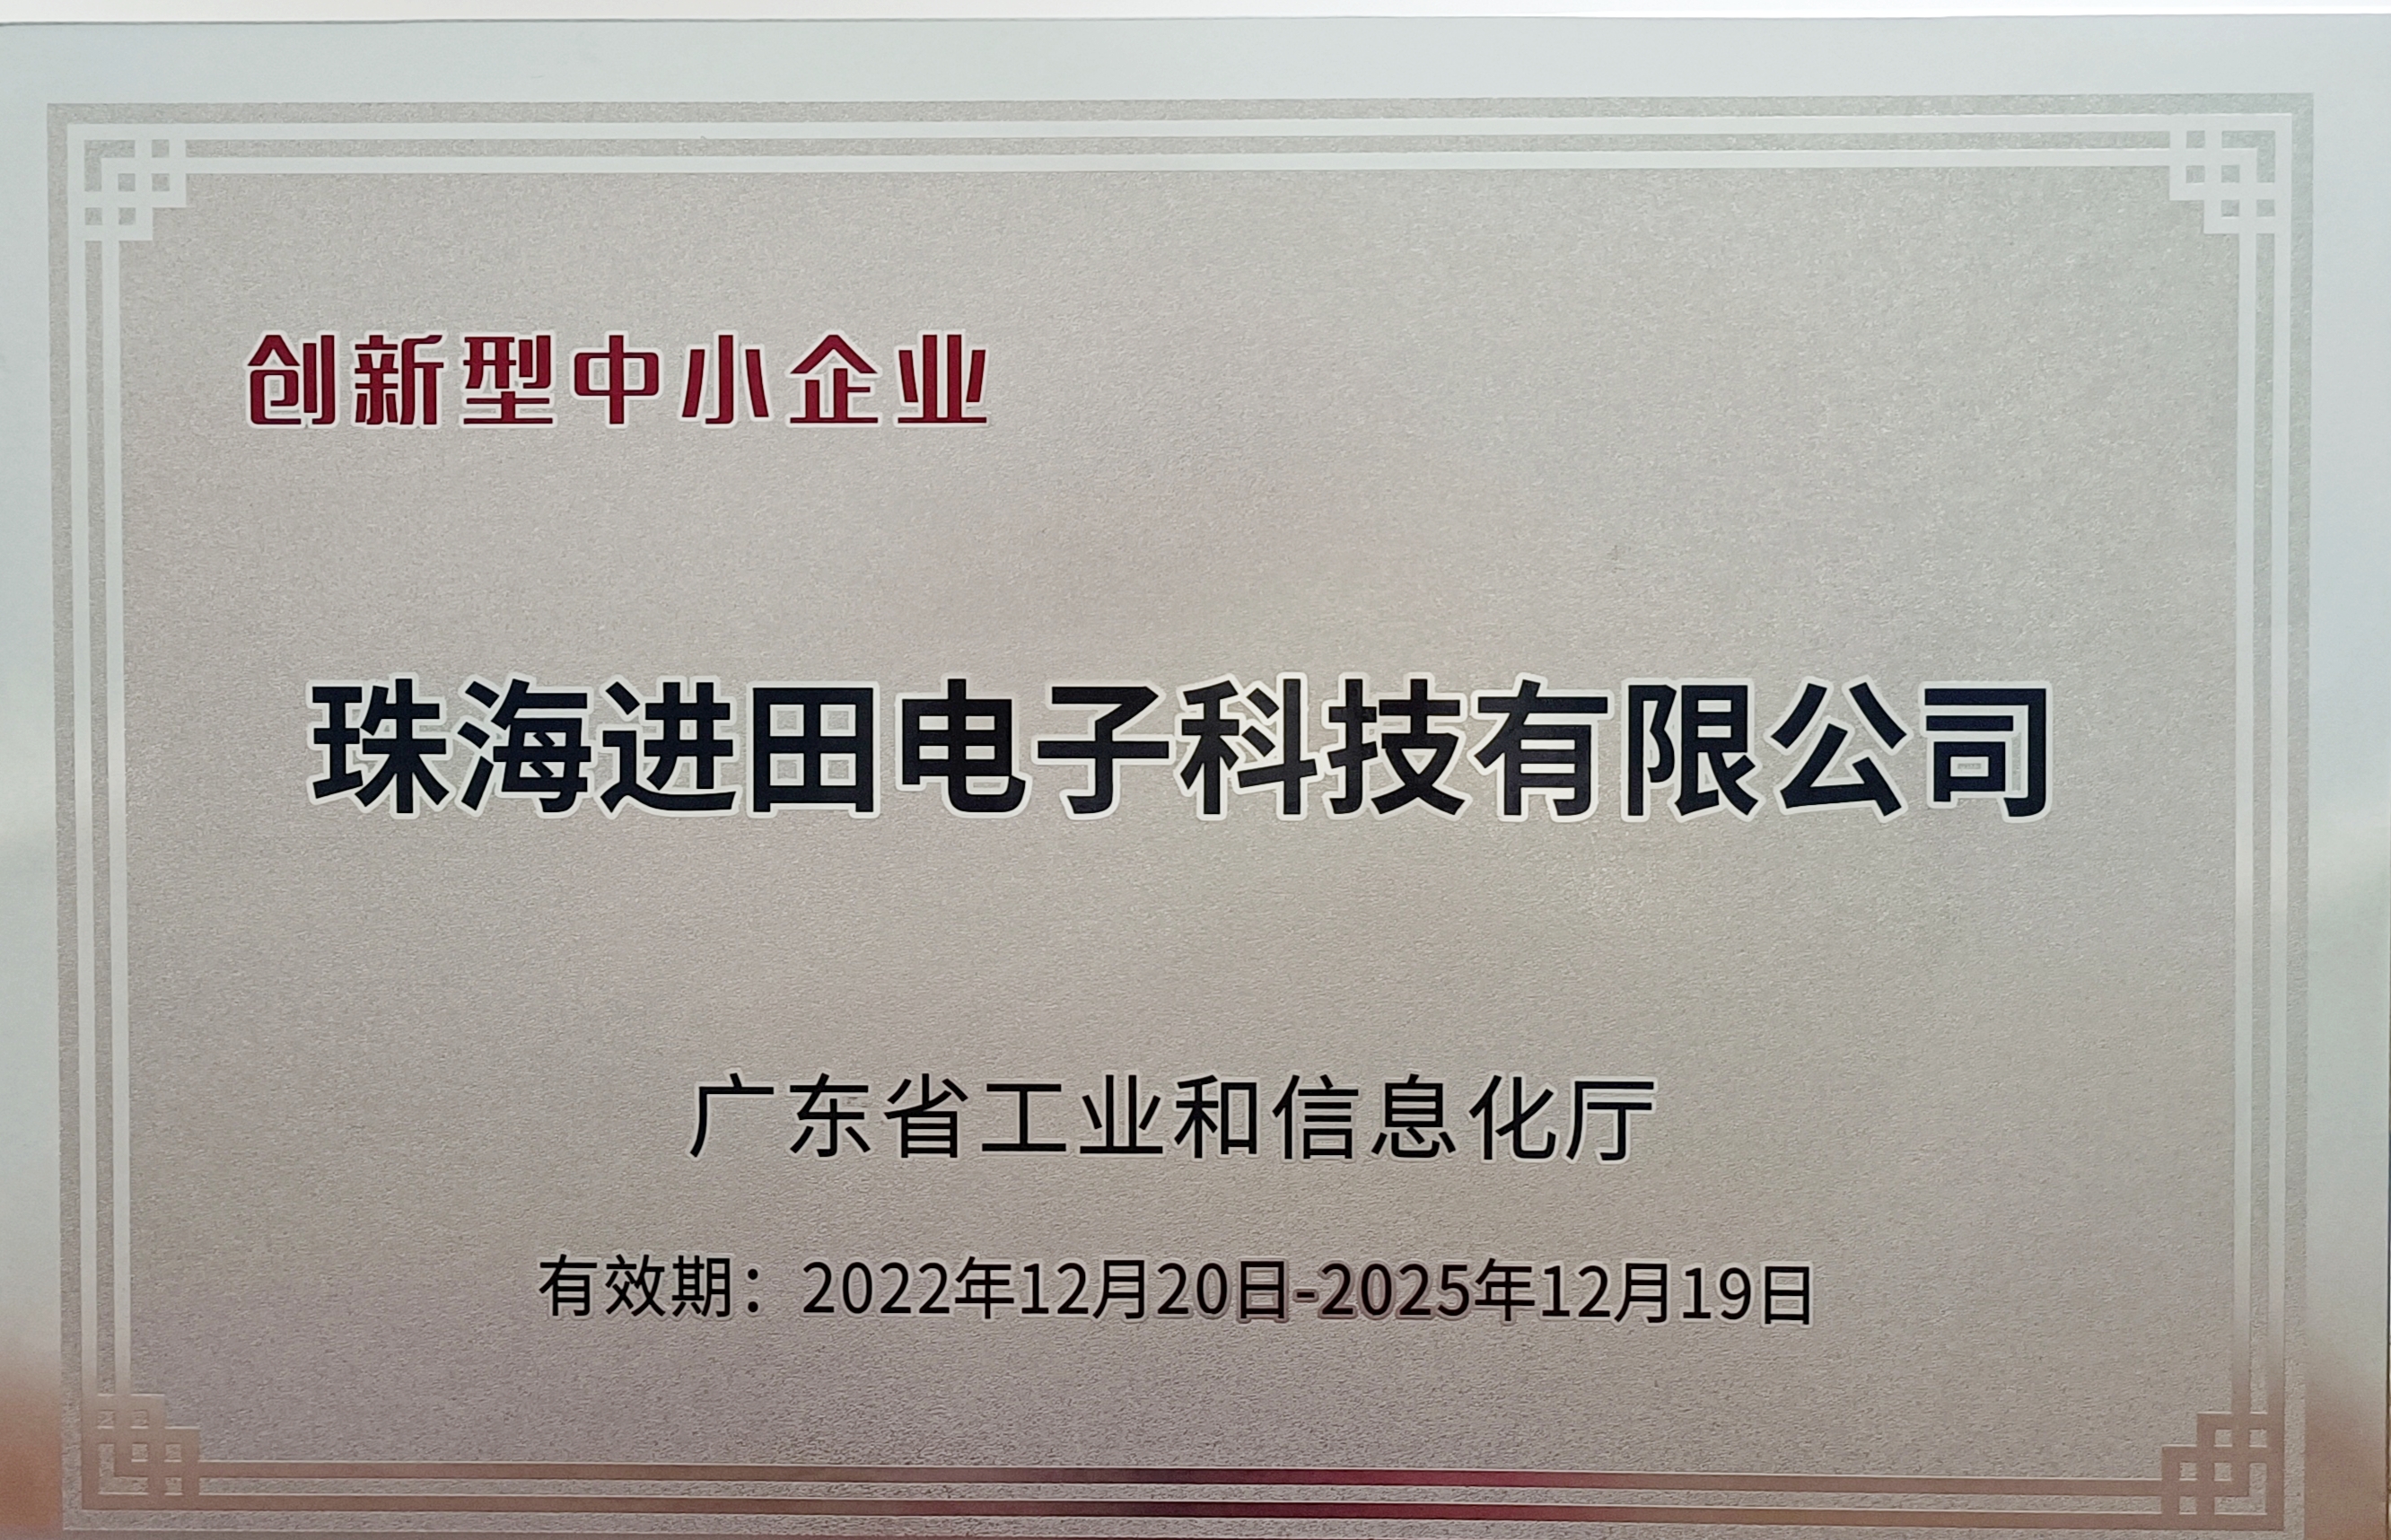 创新型中小企业
珠海进田电子科技有限公司
广东省工业和信息化厅
有效期：2022年12月20日-2025年12月19日